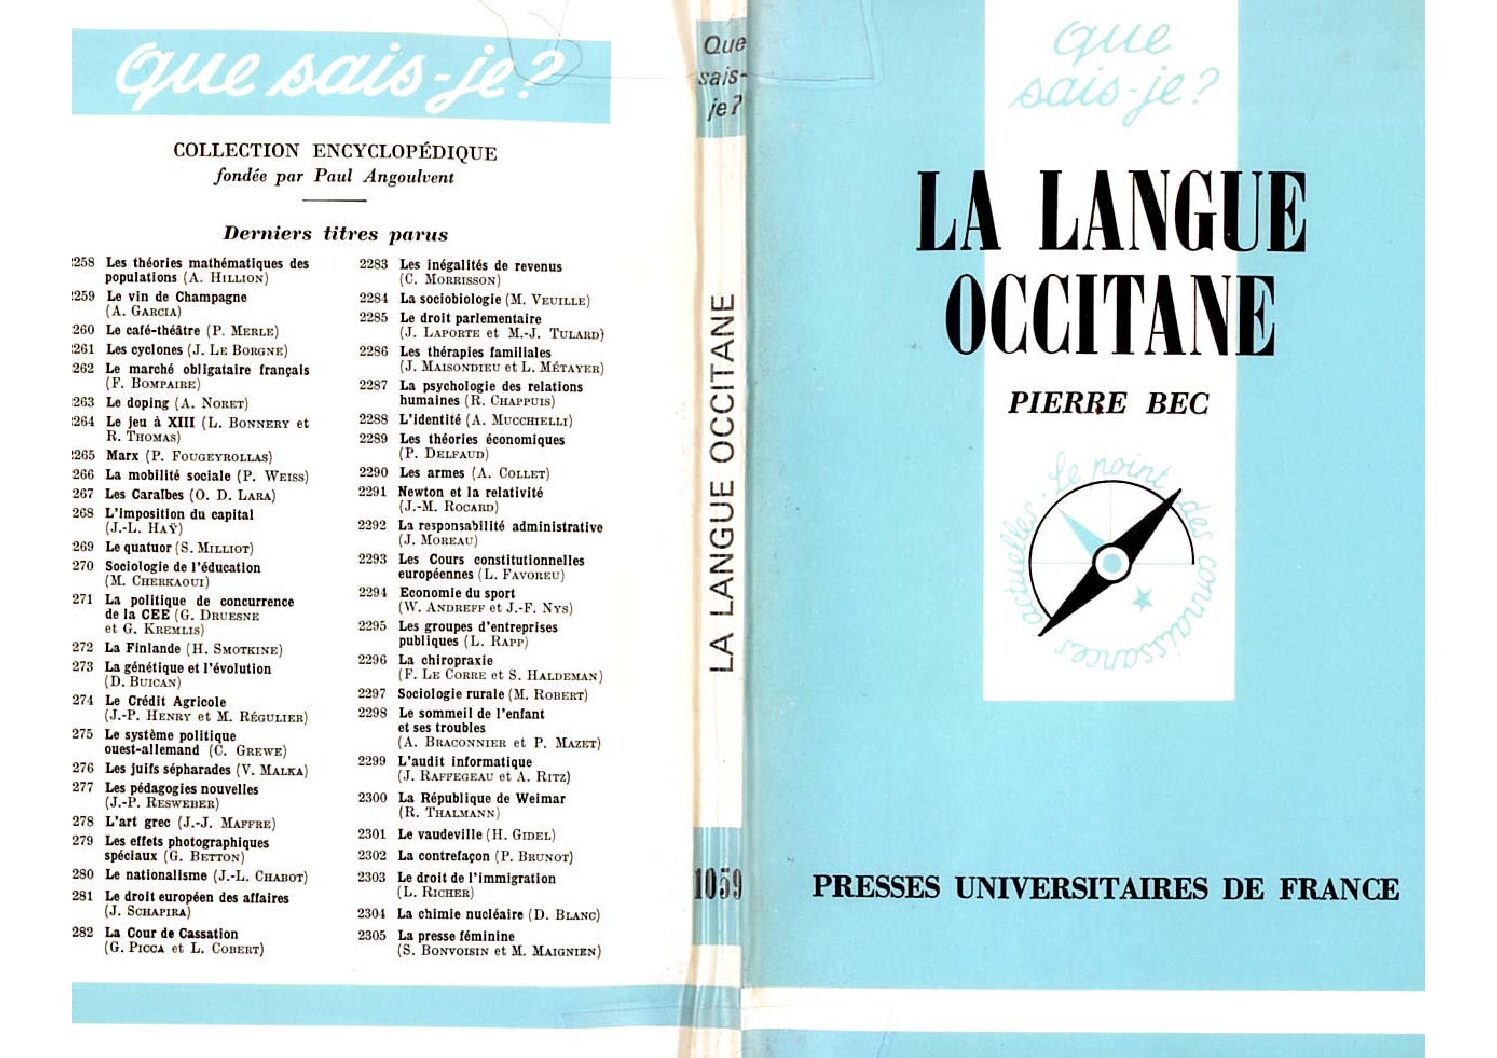 que sais-je?
COLLECTION ENCYCLOPÉDIQUE
fondée par Paul Angoulvent
Derniers titres parus
258 Les théories mathématiques des
populations (A. HILLION)
259 Le vin de Champagne
(A. GARCIA)
260 Le café-théâtre (P. MERLE)
261 Les cyclones (J. LE BORGNE)
262 Le marché obligataire français
(F. BOMPAIRE)
263 Le doping (A. NORET)
264 Le jeu à XIII (L. BONNERY et
R. THOMAS)
265 Marx (P. FOUGEYROLLAS)
266 La mobilité sociale (P. WEISS)
267 Les Caraïbes (O. D. LARA)
268 L'imposition du capital
(J.-L. HAŸ)
269 Le quatuor (S. MILLIOT)
270 Sociologie de l'éducation
(M. CHERKAOUI)
271 La politique de concurrence
de la CEE (G. DRUESNE
et G. KREMLIS)
272 La Finlande (H. SMOTKINE)
273 La génétique et l'évolution
(D. BUICAN)
274 Le Crédit Agricole
(J.-P. HENRY et M. RÉGULIER)
275 Le système politique
ouest-allemand (C. GREWE)
276 Les juifs sépharades (V. MALKA)
277 Les pédagogies nouvelles
(J.-P. RESWEBER)
278 L'art grec (J.-J. MAFFRE)
279 Les effets photographiques
spéciaux (G. BETTON)
280 Le nationalisme (J.-L. CHABOT)
281 Le droit européen des affaires
(J. SCHAPIRA)
282 La Cour de Cassation
(G. PICCA et L. COBERT)
2283 Les inégalités de revenus
(C. MORRISSON)
2284 La sociobiologie (M. VEUILLE)
2285 Le droit parlementaire
(J. LAPORTE et M.-J. TULARD)
2286 Les thérapies familiales
(J. MAISONDIEU et L. MÉTAYER)
2287 La psychologie des relations
humaines (R. CHAPPUIS)
2288 L'identité (A. MUCCHIELLI)
2289 Les théories économiques
(P. DELFAUD)
2290 Les armes (A. COLLET)
2291 Newton et la relativité
(J.-M. ROCARD)
2292 La responsabilité administrative
(J. MOREAU)
2293 Les Cours constitutionnelles
européennes (L. FAVOREU)
2294 Economie du sport
(W. ANDREFF et J.-F. NYS)
2295 Les groupes d'entreprises
publiques (L. RAPP)
2296 La chiropraxie
(F. LE CORRE et S. HALDEMAN)
2297 Sociologie rurale (M. ROBERT)
2298 Le sommeil de l'enfant
et ses troubles
(A. BRACONNIER et P. MAZET)
2299 L'audit informatique
(J. RAFFEGEAU et A. RITZ)
2300 La République de Weimar
(R. THALMANN)
2301 Le vaudeville (H. GIDEL)
2302 La contrefaçon (P. BRUNOT)
2303 Le droit de l'immigration
(L. RICHER)
2304 La chimie nucléaire (D. BLANC)
2305 La presse féminine
(S. BONVOISIN et M. MAIGNIEN)
Que
sais-
je?
LA LANGUE OCCITANE
1059
que
sais-je?
LA LANGUE
OCCITANE
PIERRE BEC
Le point des connaissances actuelles
PRESSES UNIVERSITAIRES DE FRANCE